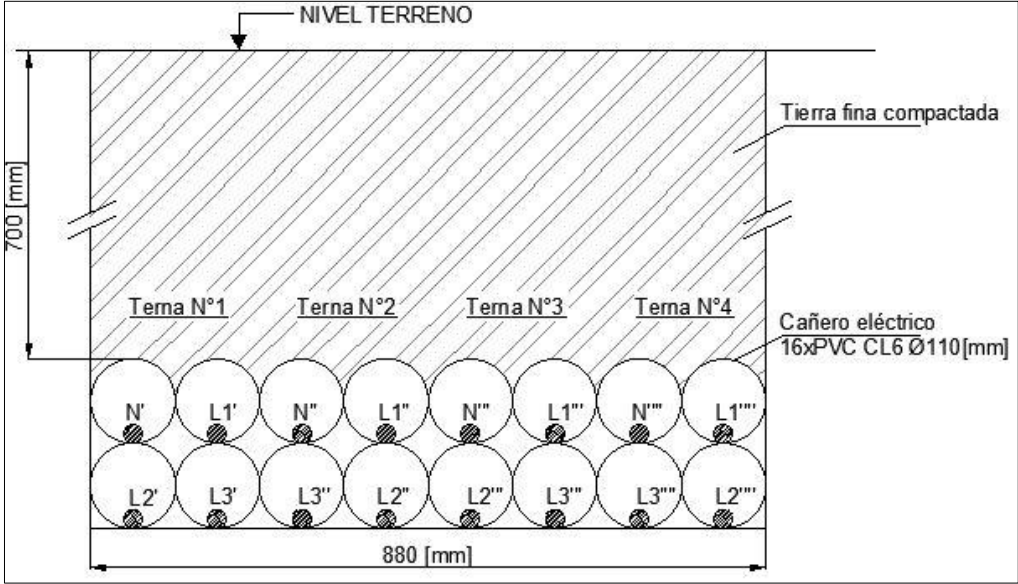 NIVEL TERRENO
Tierra fina compactada
700 [mm]
Terna N°1 Terna N°2 Terna N°3 Terna N°4
Cañero eléctrico
16xPVC CL6 Ø110[mm]
N' L1' N'' L1'' N''' L1''' N'''' L1''''
L2' L3' L3'' L2'' L2''' L3''' L3'''' L2''''
880 [mm]